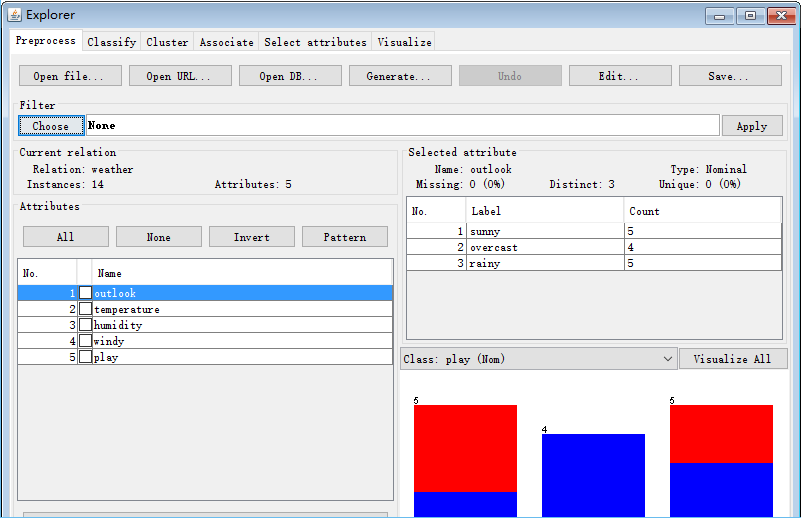 Explorer
Preprocess Classify Cluster Associate Select attributes Visualize
Open file... Open URL... Open DB... Generate... Undo Edit... Save...
Filter
Choose None Apply
Current relation
Relation: weather
Instances: 14 Attributes: 5
Attributes
All None Invert Pattern
No. Name
1 outlook
2 temperature
3 humidity
4 windy
5 play
Selected attribute
Name: outlook Type: Nominal
Missing: 0 (0%) Distinct: 3 Unique: 0 (0%)
No. Label Count
1 sunny 5
2 overcast 4
3 rainy 5
Class: play (Nom) Visualize All
5 4 5